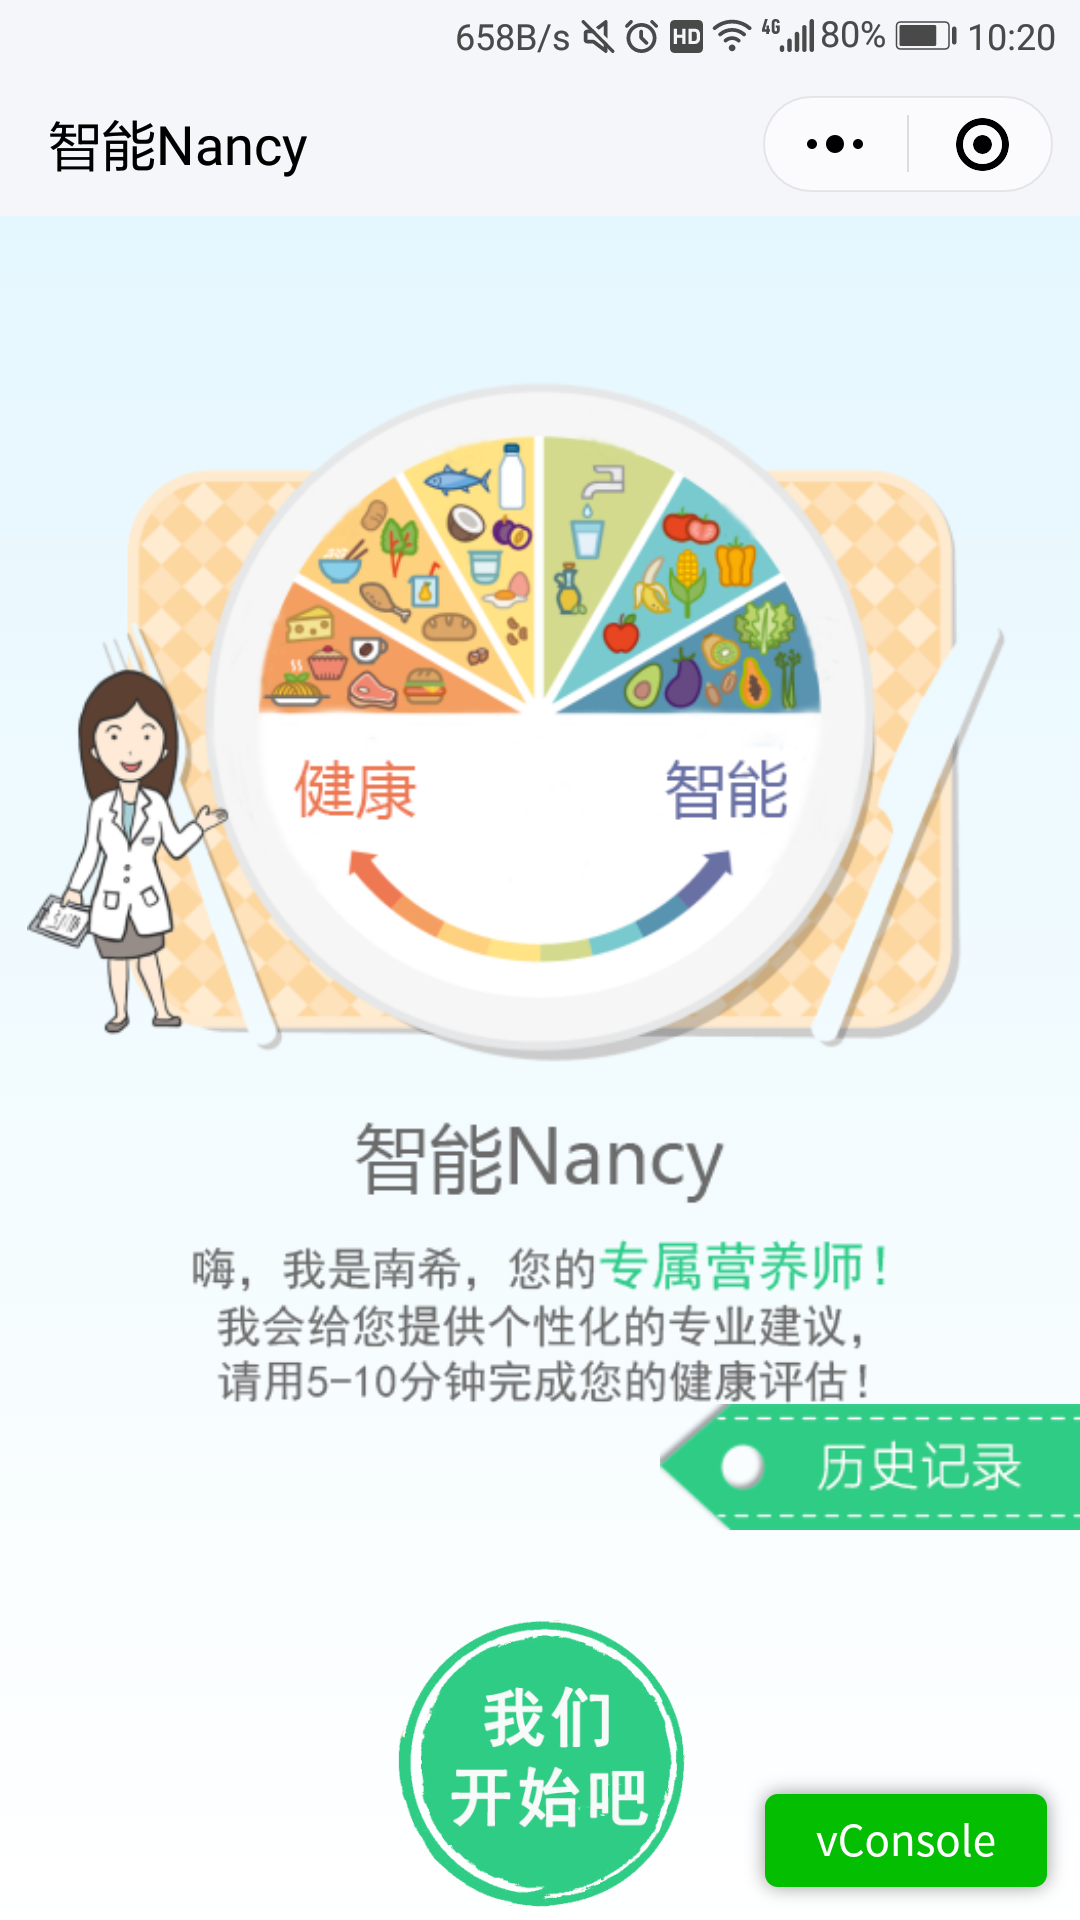 658B/s HD 4G 80% 10:20
智能Nancy
健康 智能
智能Nancy
嗨，我是南希，您的专属营养师！
我会给您提供个性化的专业建议，
请用5-10分钟完成您的健康评估！
历史记录
我们
开始吧
vConsole